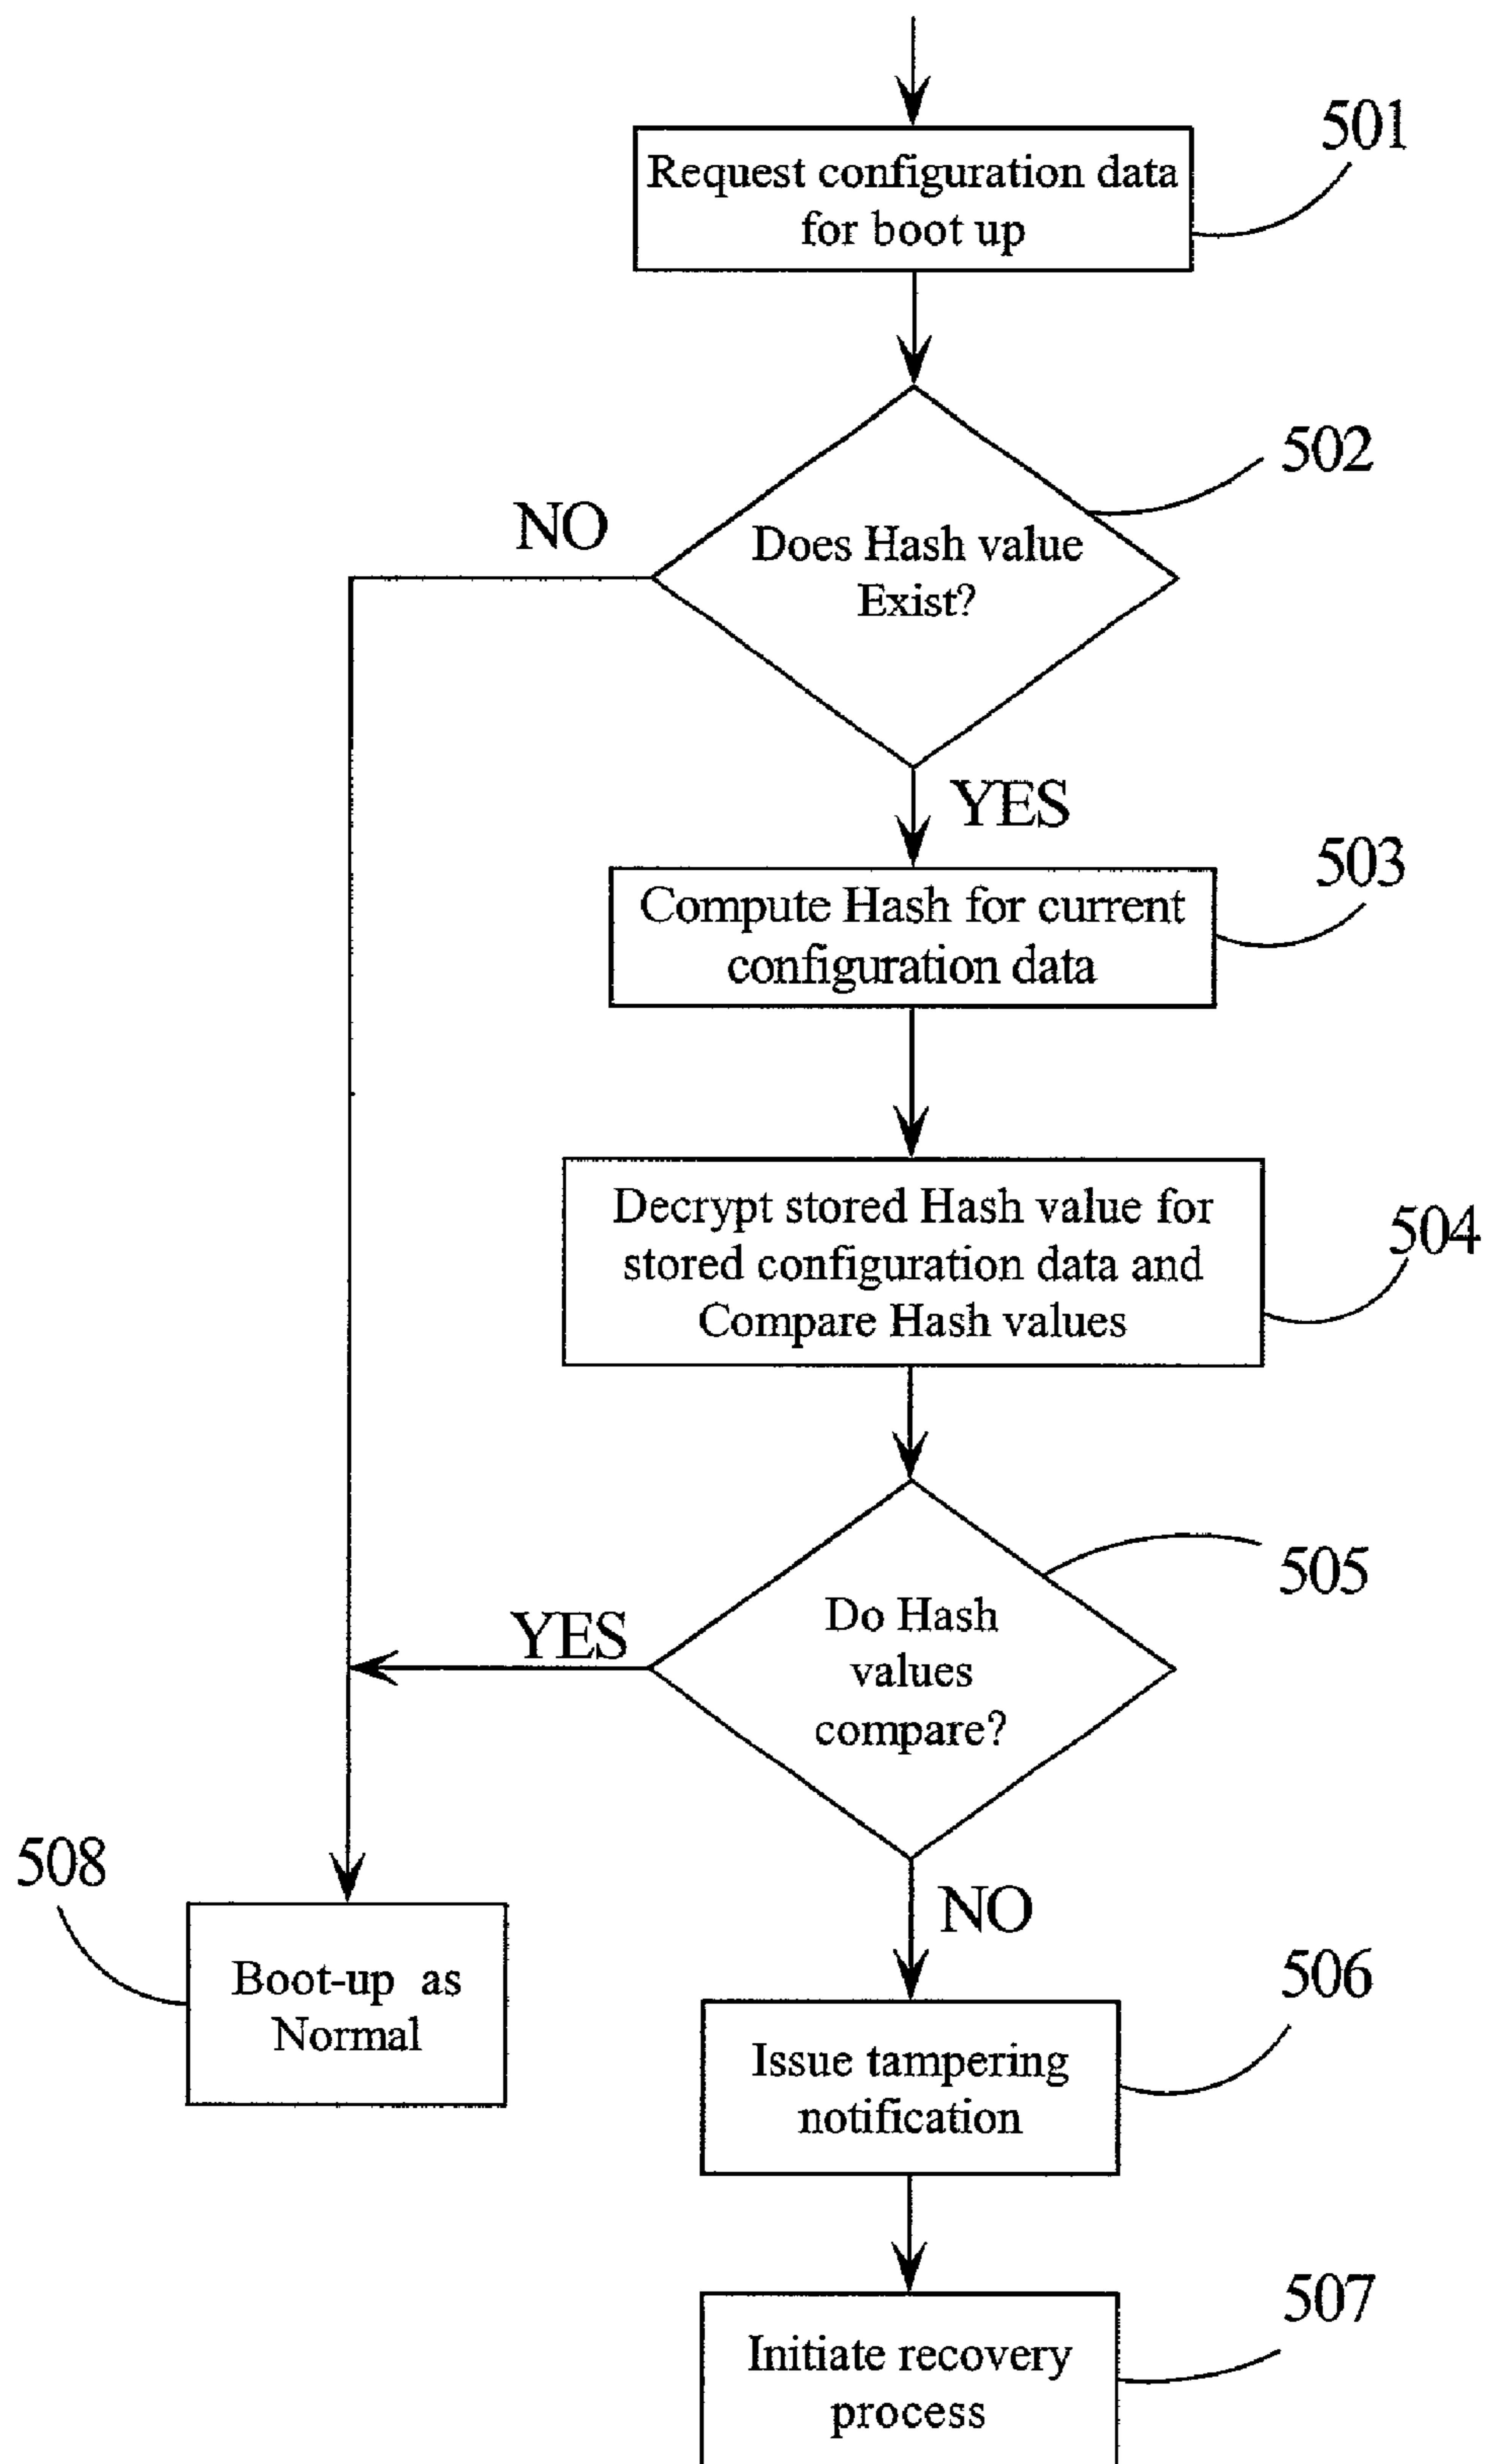 501
Request configuration data
for boot up
502
NO
Does Hash value
Exist?
YES
503
Compute Hash for current
configuration data
504
Decrypt stored Hash value for
stored configuration data and
Compare Hash values
505
YES
Do Hash
values
compare?
508
NO
Boot-up as
Normal
506
Issue tampering
notification
507
Initiate recovery
process